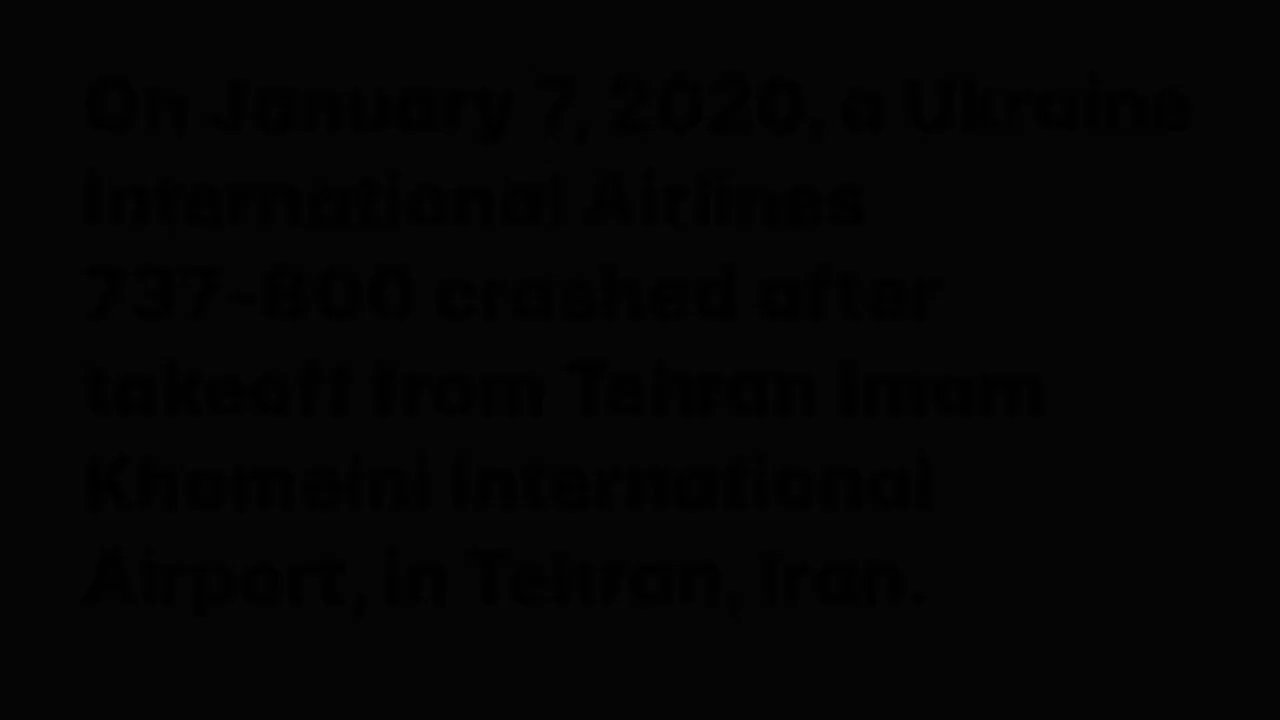 On January 7, 2020, a Ukraine
International Airlines
737-800 crashed after
takeoff from Tehran Imam
Khomeini International
Airport, in Tehran, Iran.